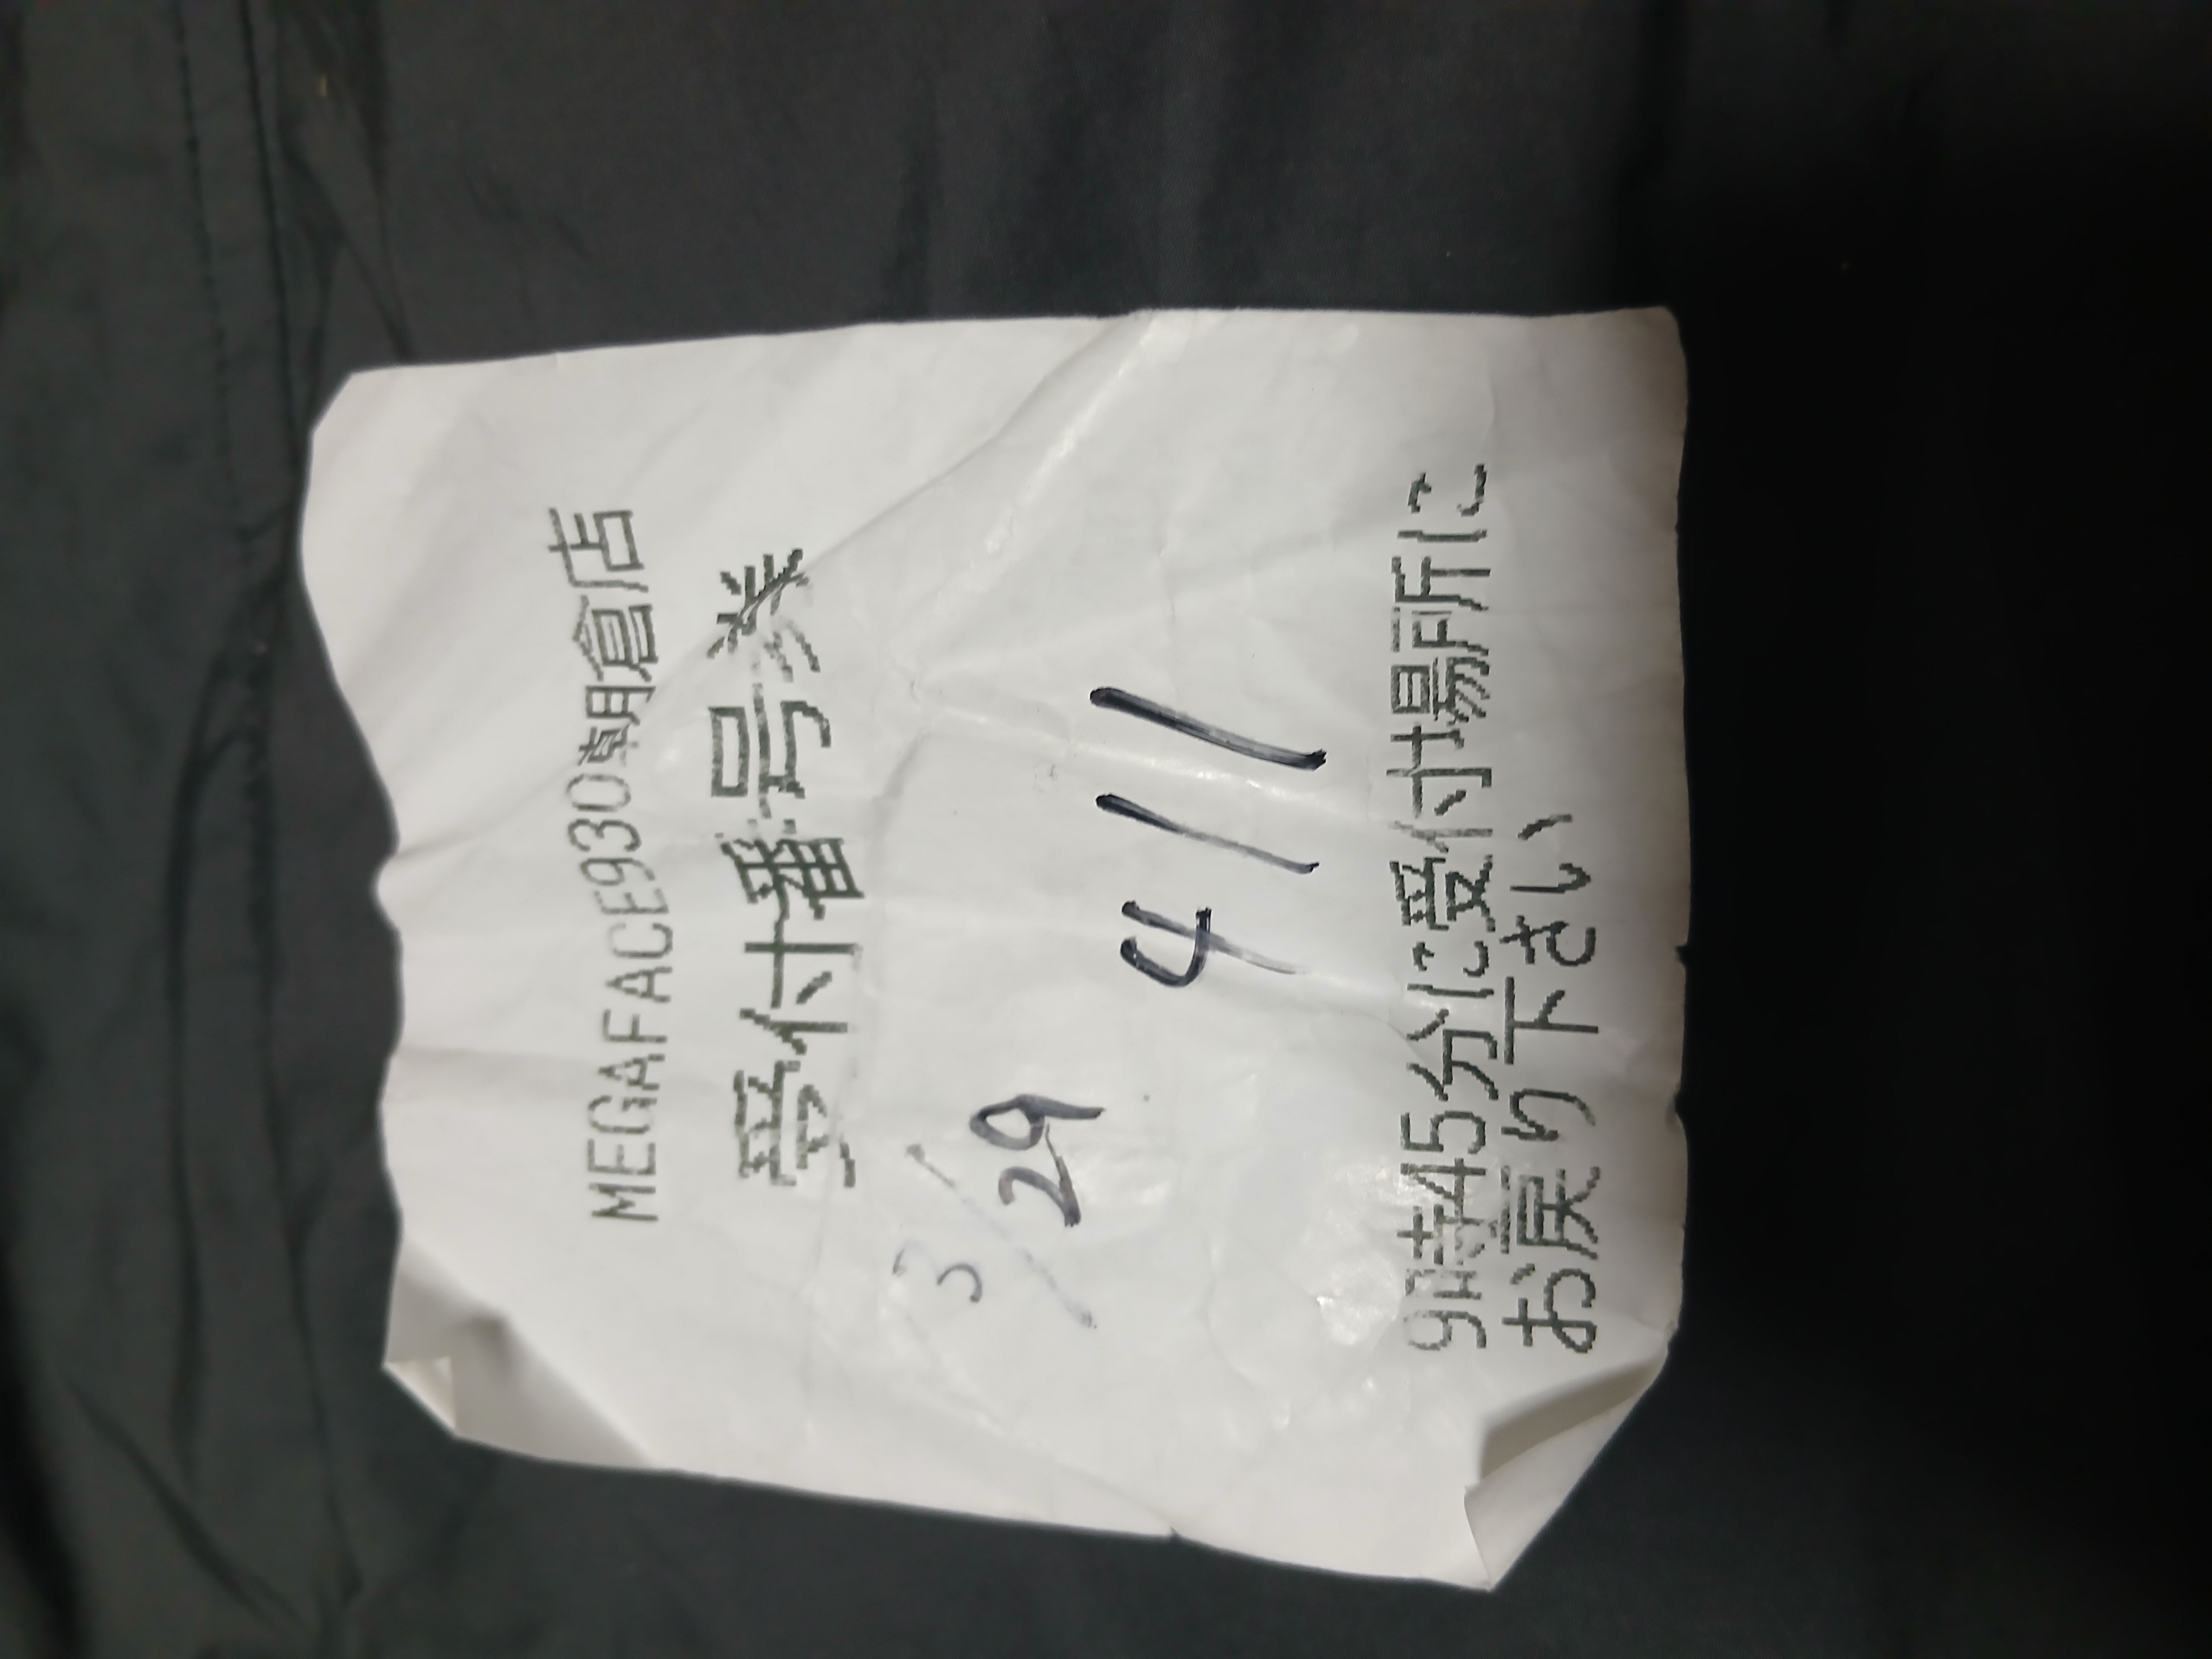 MEGAFACE930朝倉店
受付番号券
3/29
411
9時45分に受付場所に
お戻り下さい